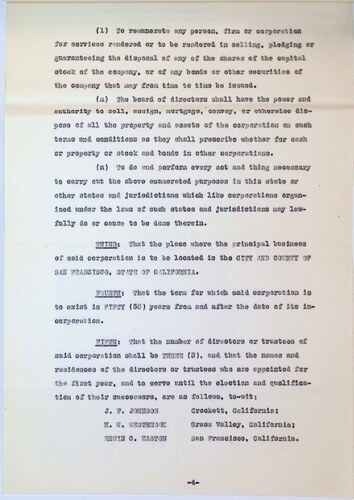 (l) To remunerate any person, firm or corporation
for services rendered or to be rendered in selling, pledging or
guaranteeing the disposal of any of the shares of the capital
stock of the company, or of any bonds or other securities of
the company that may from time to time be issued.
(m) The board of directors shall have the power and
authority to sell, assign, mortgage, convey, or otherwise dis-
pose of all the property and assets of the corporation on such
terms and conditions as they shall prescribe whether for cash
or property or stock and bonds in other corporations.
(n) To do and perform every act and thing necessary
to carry out the above enumerated purposes in this state or
other states and jurisdictions which like corporations organ-
ized under the laws of such states and jurisdictions may law-
fully do or cause to be done therein.
THIRD: That the place where the principal business
of said corporation is to be located is the CITY AND COUNTY OF
SAN FRANCISCO, STATE OF CALIFORNIA.
FOURTH: That the term for which said corporation is
to exist is FIFTY (50) years from and after the date of its in-
corporation.
FIFTH: That the number of directors or trustees of
said corporation shall be THREE (3), and that the names and
residences of the directors or trustees who are appointed for
the first year, and to serve until the election and qualifica-
tion of their successors, are as follows, to-wit:
J. F. JOHNSON Crockett, California;
H. W. WESTBROOK Grass Valley, California;
ERWIN C. EASTON San Francisco, California.
-4-